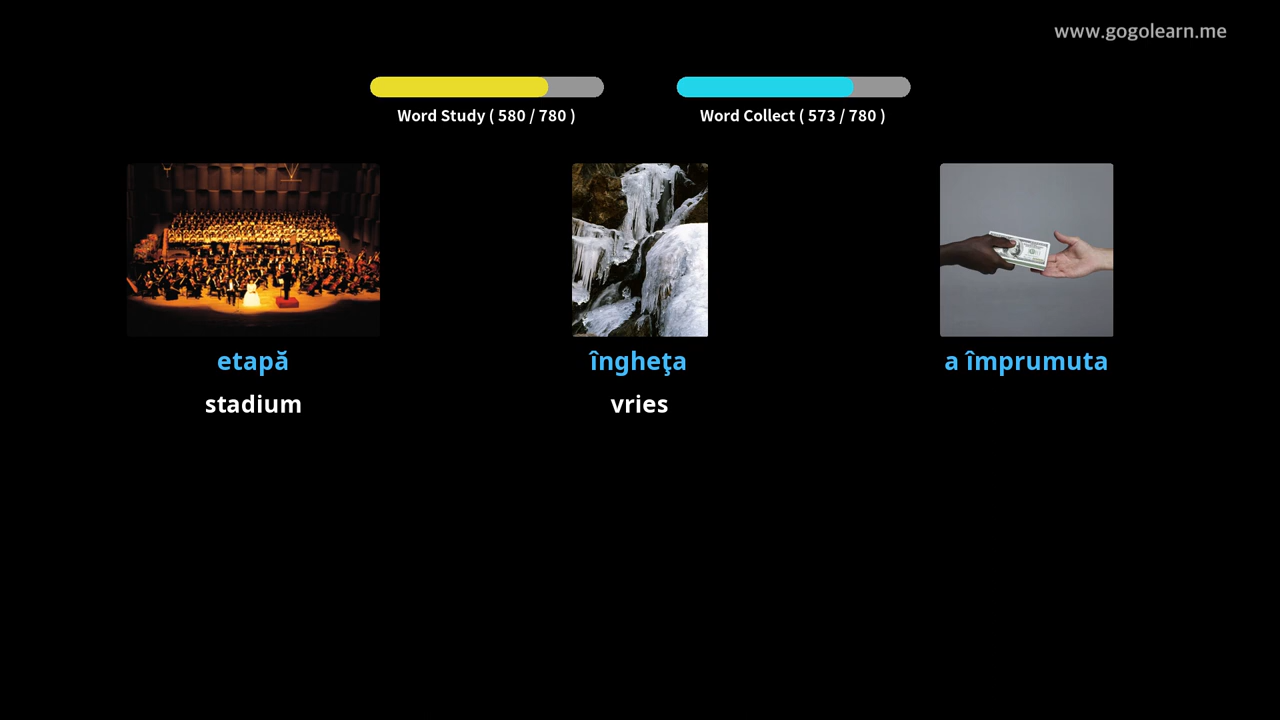 www.gogolearn.me
Word Study ( 580 / 780 )
Word Collect ( 573 / 780 )
etapă
îngheţa
a împrumuta
stadium
vries